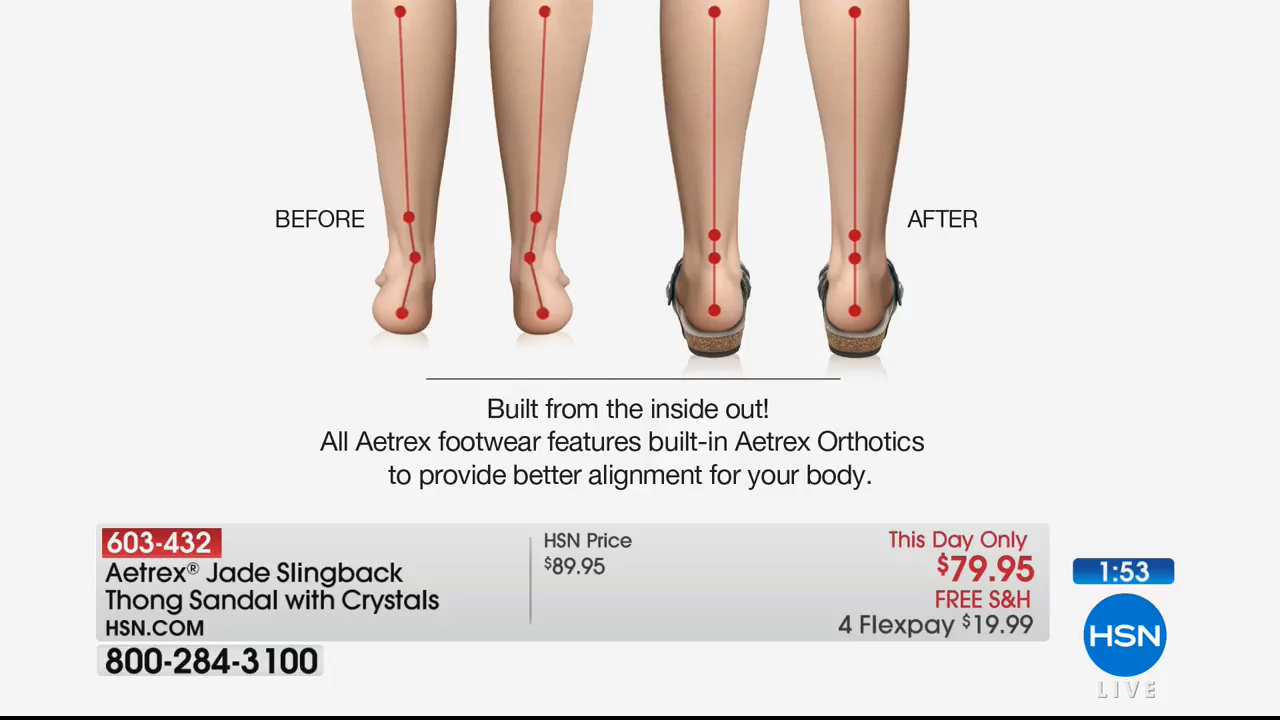 BEFORE
AFTER
Built from the inside out!
All Aetrex footwear features built-in Aetrex Orthotics
to provide better alignment for your body.
603-432
Aetrex® Jade Slingback
Thong Sandal with Crystals
HSN.COM
800-284-3100
HSN Price
$89.95
This Day Only
$79.95
FREE S&H
4 Flexpay $19.99
1:53
HSN
LIVE